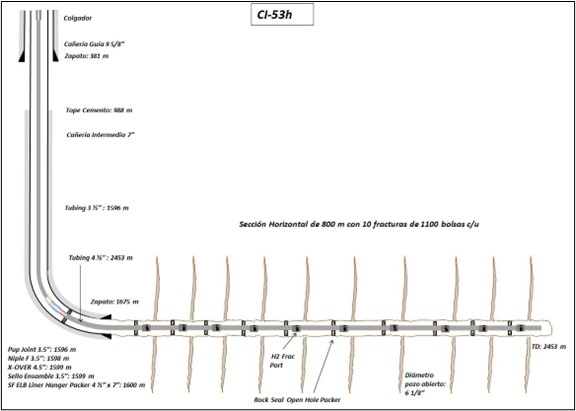 CI-53h
Colgador
Cañería Guía 9 5/8"
Zapato: 381 m
Tope Cemento: 988 m
Cañería Intermedia 7"
Tubing 3 ½" : 1596 m
Sección Horizontal de 800 m con 10 fracturas de 1100 bolsas c/u
Tubing 4 ½" : 2453 m
Zapato: 1675 m
Pup Joint 3.5": 1596 m
Niple F 3.5": 1598 m
X-OVER 4.5": 1599 m
Sello Ensamble 3.5": 1599 m
SF ELB Liner Hanger Packer 4 ½" x 7": 1600 m
H2 Frac
Port
Rock Seal Open Hole Packer
Diámetro
pozo abierto:
6 1/8"
TD: 2453 m